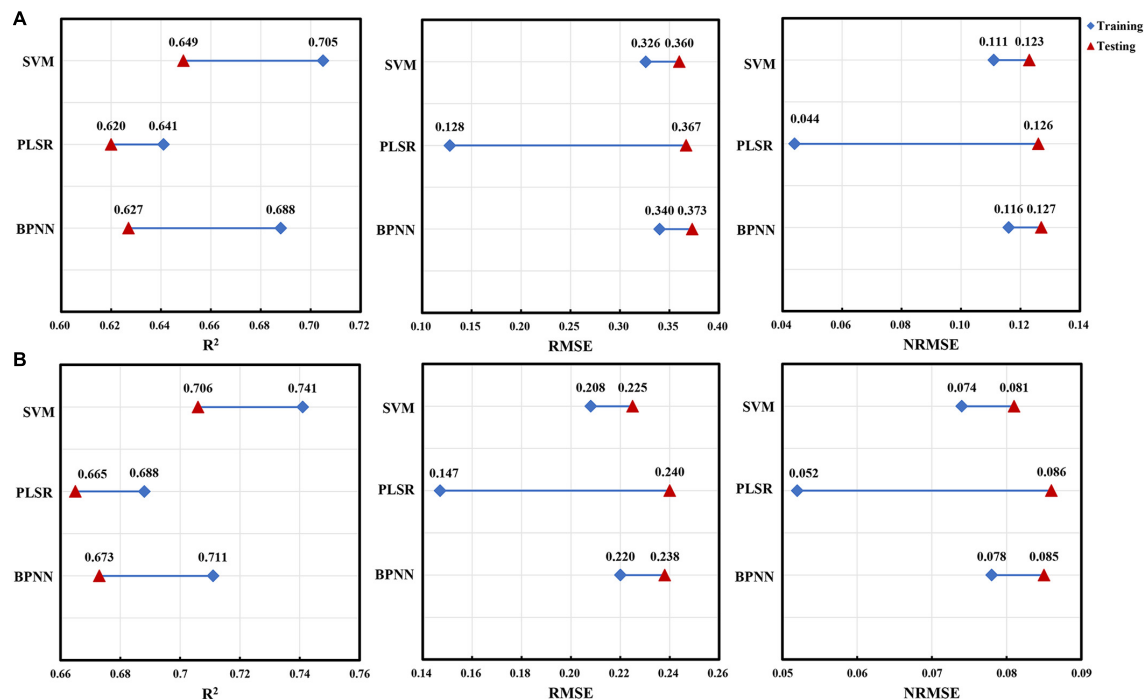 A
Training
Testing
SVM
PLSR
BPNN
0.649 0.705
0.620 0.641
0.627 0.688
0.60 0.62 0.64 0.66 0.68 0.70 0.72
R²
SVM
PLSR
BPNN
0.326 0.360
0.128 0.367
0.340 0.373
0.10 0.15 0.20 0.25 0.30 0.35 0.40
RMSE
SVM
PLSR
BPNN
0.111 0.123
0.044 0.126
0.116 0.127
0.04 0.06 0.08 0.10 0.12 0.14
NRMSE
B
SVM
PLSR
BPNN
0.706 0.741
0.665 0.688
0.673 0.711
0.66 0.68 0.7 0.72 0.74 0.76
R²
SVM
PLSR
BPNN
0.208 0.225
0.147 0.240
0.220 0.238
0.14 0.16 0.18 0.20 0.22 0.24 0.26
RMSE
SVM
PLSR
BPNN
0.074 0.081
0.052 0.086
0.078 0.085
0.05 0.06 0.07 0.08 0.09
NRMSE